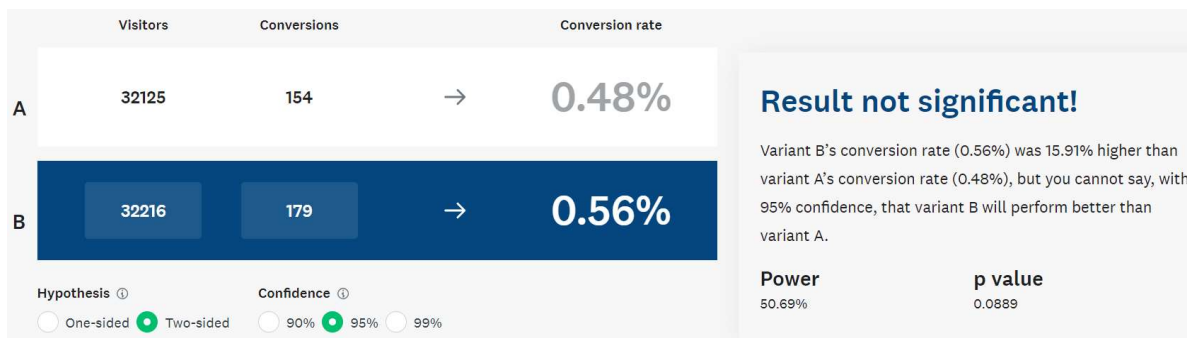 Visitors Conversions Conversion rate
A 32125 154 → 0.48%
B 32216 179 → 0.56%
Hypothesis ⓘ Confidence ⓘ
One-sided Two-sided 90% 95% 99%
Result not significant!
Variant B's conversion rate (0.56%) was 15.91% higher than
variant A's conversion rate (0.48%), but you cannot say, with
95% confidence, that variant B will perform better than
variant A.
Power p value
50.69% 0.0889